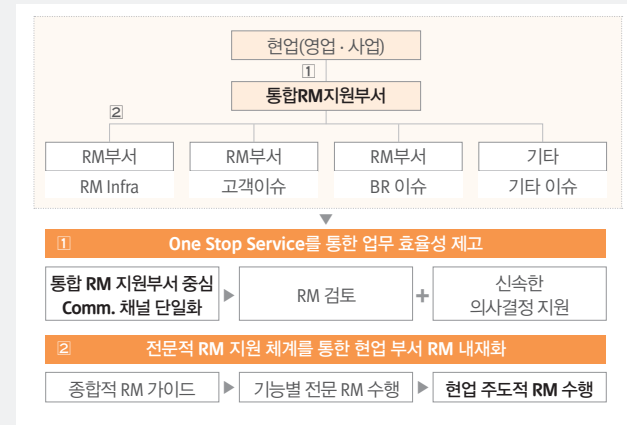 현업(영업 · 사업)
1
통합RM지원부서
2
RM부서 RM부서 RM부서 기타
RM Infra 고객이슈 BR 이슈 기타 이슈
1 One Stop Service를 통한 업무 효율성 제고
통합 RM 지원부서 중심
Comm. 채널 단일화
RM 검토
+
신속한
의사결정 지원
2 전문적 RM 지원 체계를 통한 현업 부서 RM 내재화
종합적 RM 가이드 기능별 전문 RM 수행 현업 주도적 RM 수행